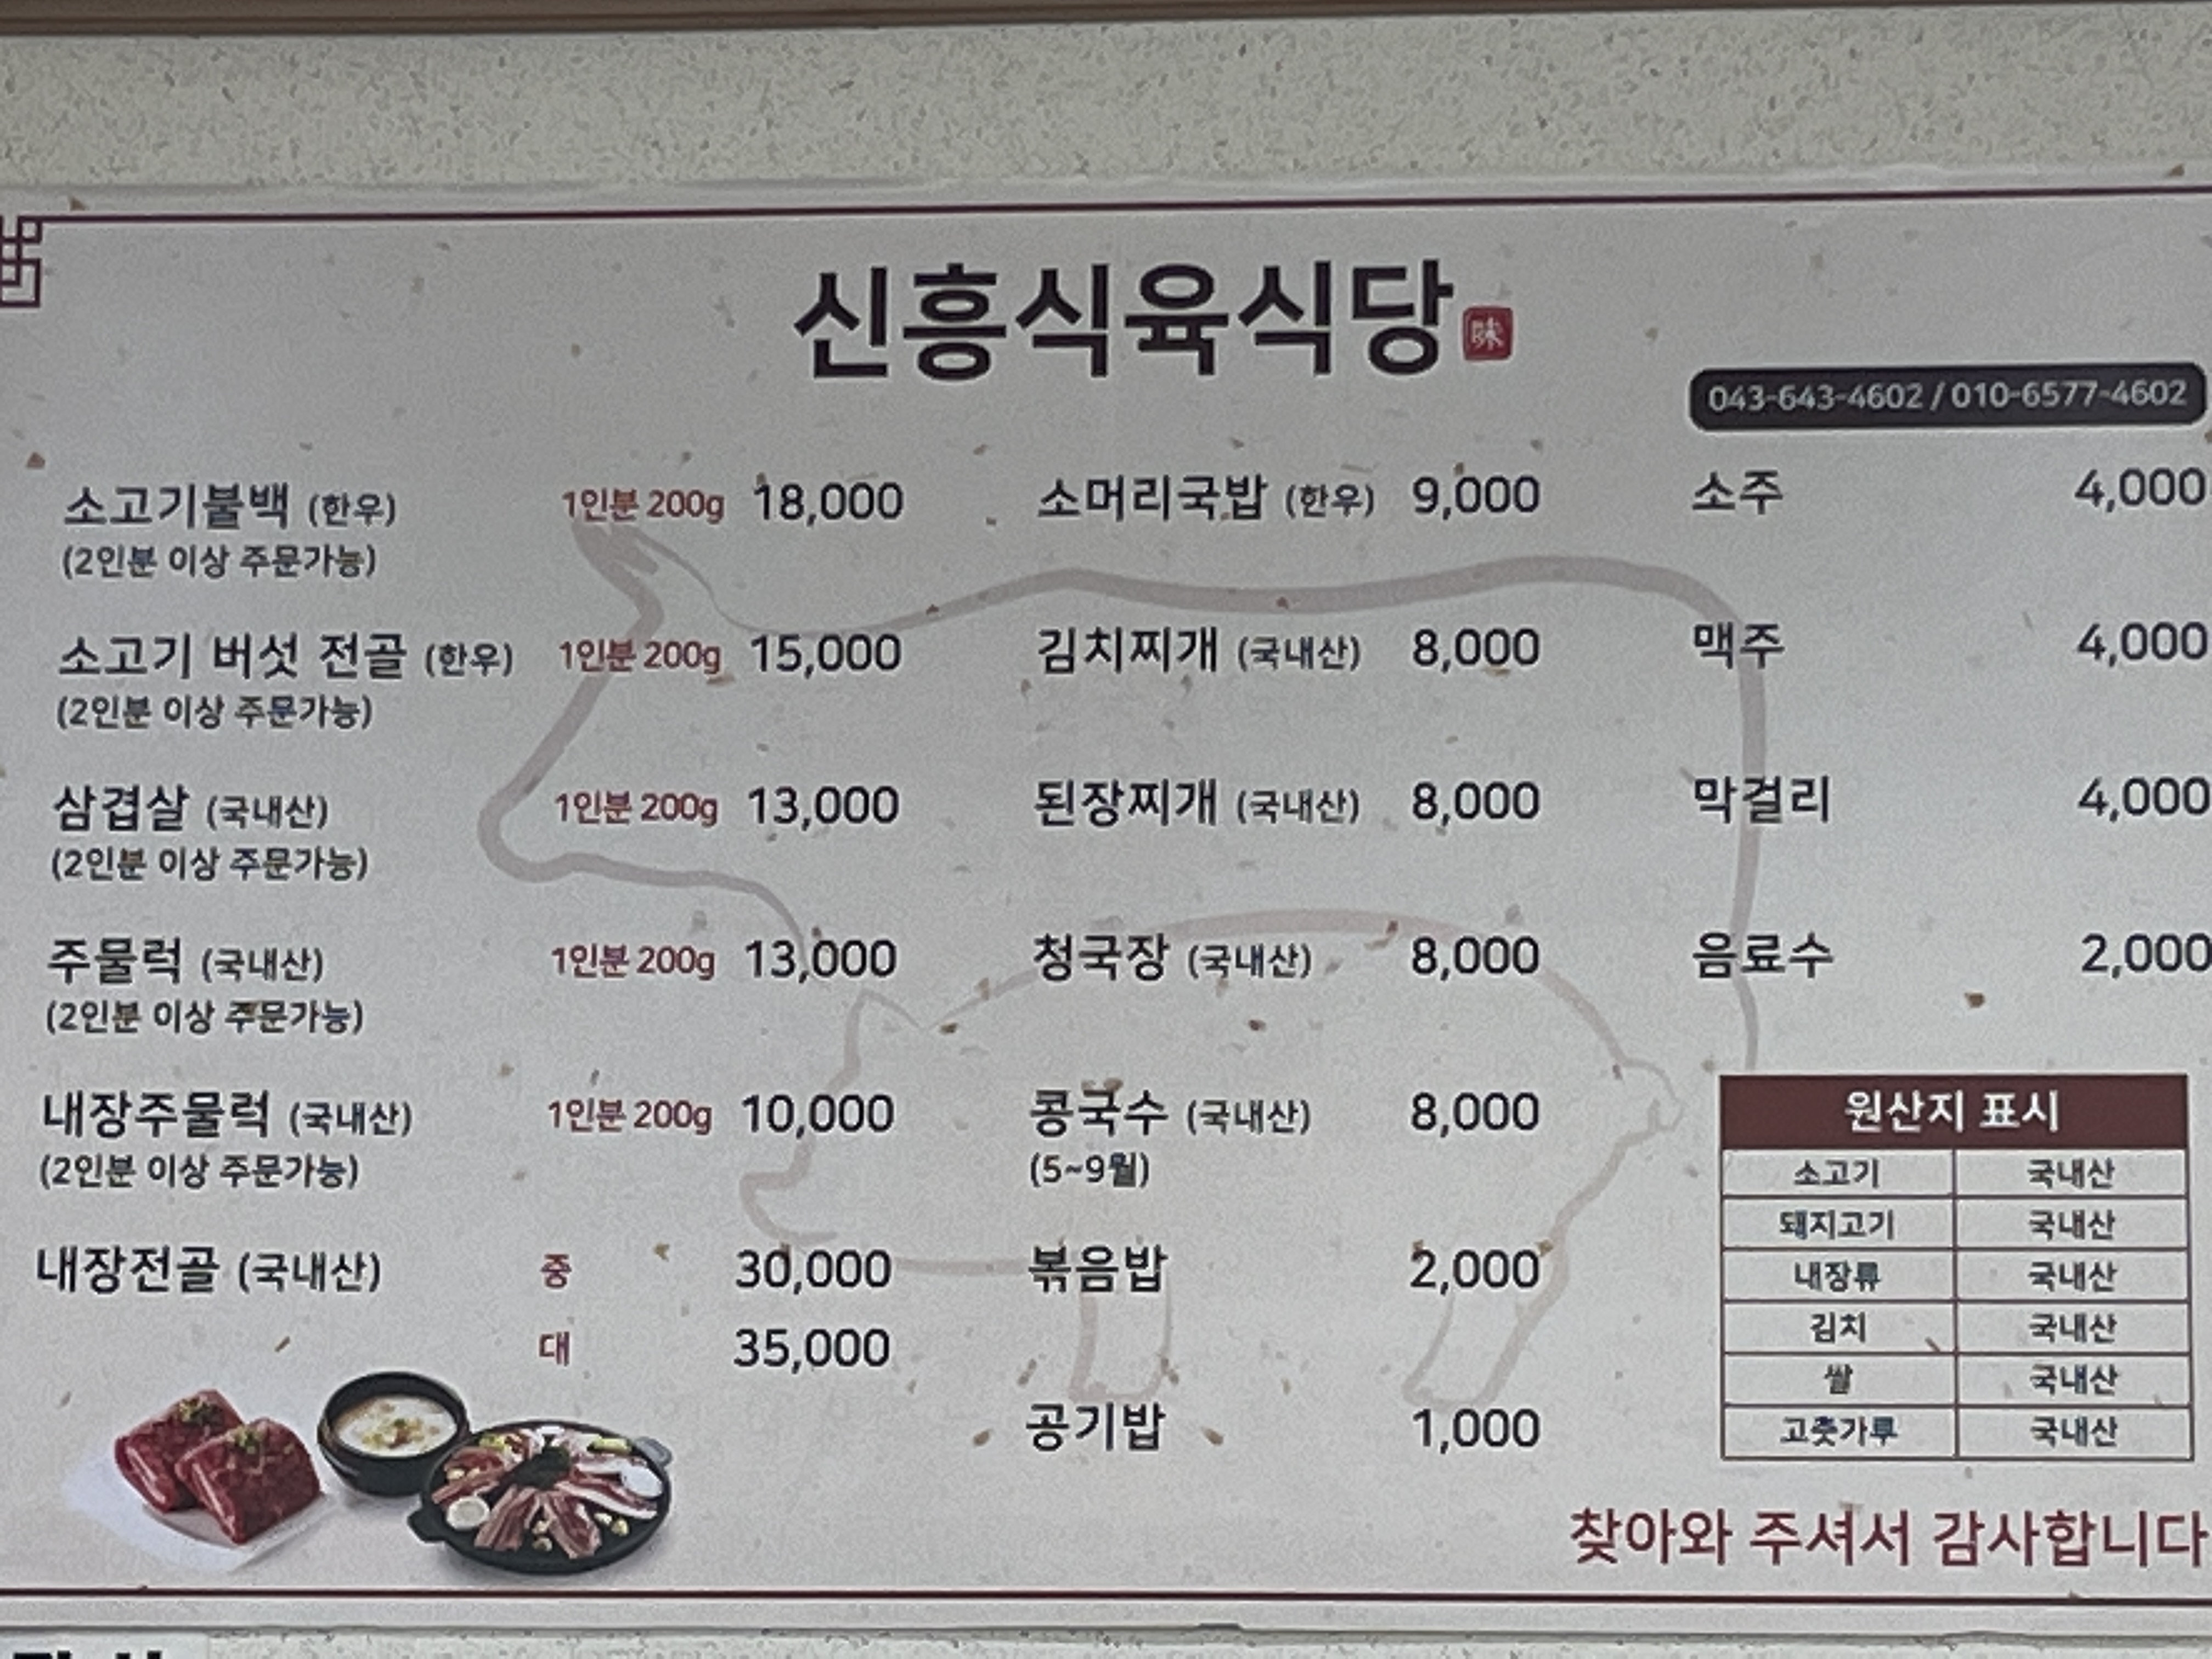 신흥식육식당
味
043-643-4602 / 010-6577-4602
소고기불백 (한우) 1인분 200g 18,000
(2인분 이상 주문가능)
소고기 버섯 전골 (한우) 1인분 200g 15,000
(2인분 이상 주문가능)
삼겹살 (국내산) 1인분 200g 13,000
(2인분 이상 주문가능)
주물럭 (국내산) 1인분 200g 13,000
(2인분 이상 주문가능)
내장주물럭 (국내산) 1인분 200g 10,000
(2인분 이상 주문가능)
내장전골 (국내산) 중 30,000
대 35,000
소머리국밥 (한우) 9,000
김치찌개 (국내산) 8,000
된장찌개 (국내산) 8,000
청국장 (국내산) 8,000
콩국수 (국내산) 8,000
(5~9월)
볶음밥 2,000
공기밥 1,000
소주 4,000
맥주 4,000
막걸리 4,000
음료수 2,000
원산지 표시
소고기 국내산
돼지고기 국내산
내장류 국내산
김치 국내산
쌀 국내산
고춧가루 국내산
찾아와 주셔서 감사합니다